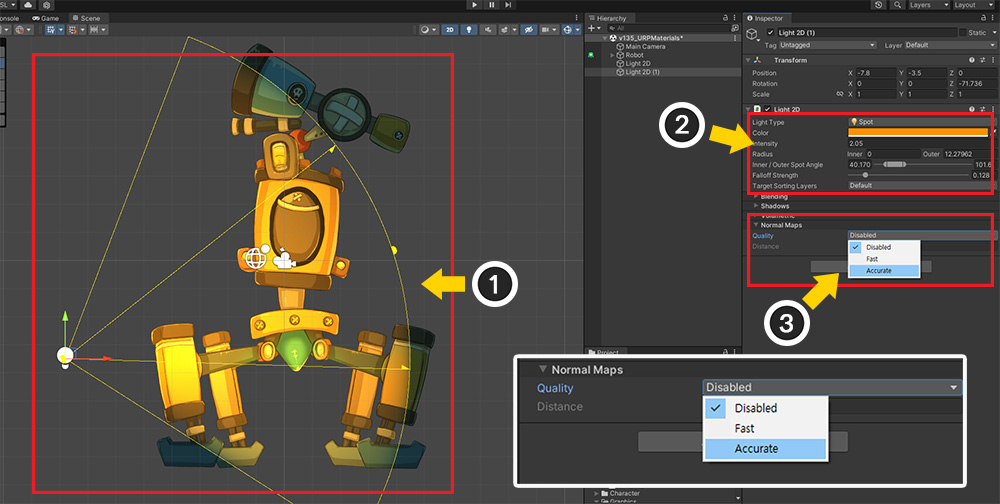 SL
Console
Game
Scene
Layers
Layout
2D
Hierarchy
All
v135_URPMaterials*
Main Camera
Robot
Light 2D
Light 2D (1)
Project
Character
Graphics
Inspector
Light 2D (1)
Static
Tag Untagged Layer Default
Transform
Position X -7.8 Y -3.5 Z 0
Rotation X 0 Y 0 Z -71.736
Scale X 1 Y 1 Z 1
Light 2D
Light Type Spot
Color
Intensity 2.05
Radius Inner 0 Outer 12.27962
Inner / Outer Spot Angle 40.170 101.6
Falloff Strength 0.128
Target Sorting Layers Default
Blending
Shadows
Volumetric
Normal Maps
Quality Disabled
Distance
Disabled
Fast
Accurate
1
2
3
Normal Maps
Quality Disabled
Distance
Disabled
Fast
Accurate